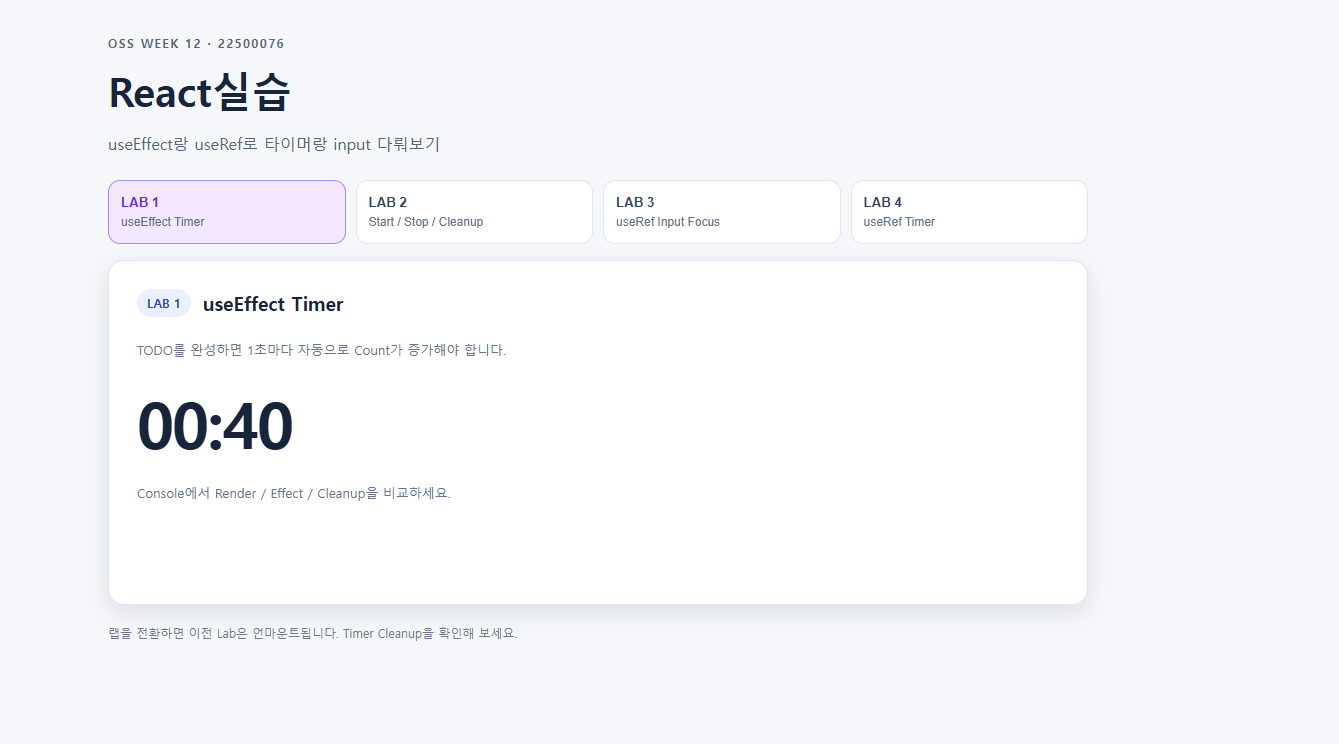 OSS WEEK 12 · 22500076
React실습
useEffect랑 useRef로 타이머랑 input 다뤄보기
LAB 1
useEffect Timer
LAB 2
Start / Stop / Cleanup
LAB 3
useRef Input Focus
LAB 4
useRef Timer
LAB 1 useEffect Timer
TODO를 완성하면 1초마다 자동으로 Count가 증가해야 합니다.
00:40
Console에서 Render / Effect / Cleanup을 비교하세요.
랩을 전환하면 이전 Lab은 언마운트됩니다. Timer Cleanup을 확인해 보세요.